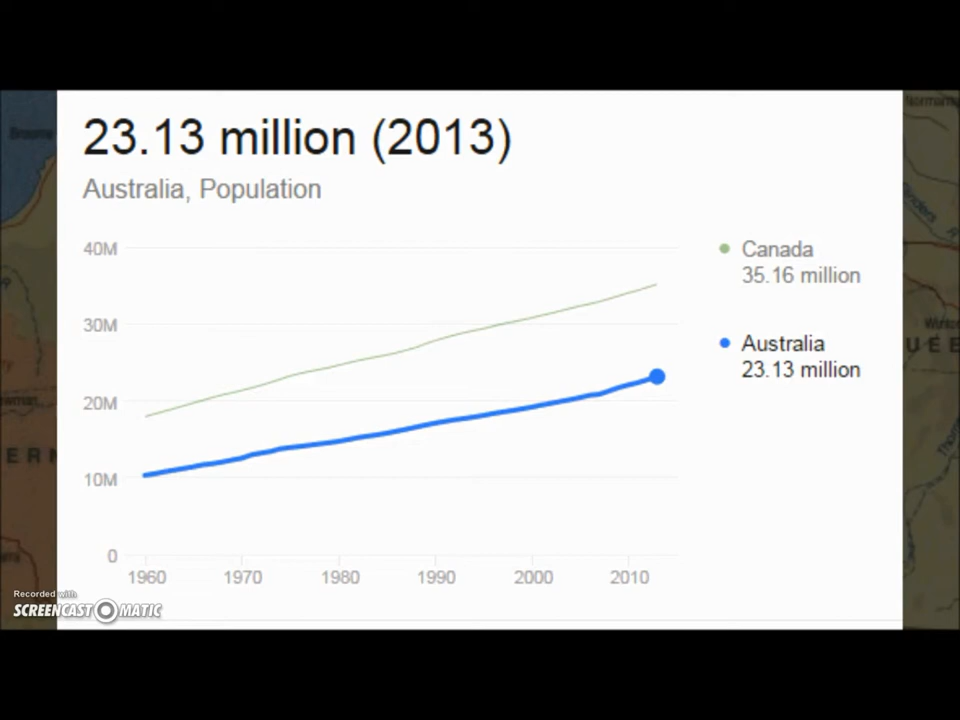 23.13 million (2013)
Australia, Population
40M
30M
20M
10M
0
1960 1970 1980 1990 2000 2010
Canada
35.16 million
Australia
23.13 million
Recorded with
SCREENCAST-O-MATIC